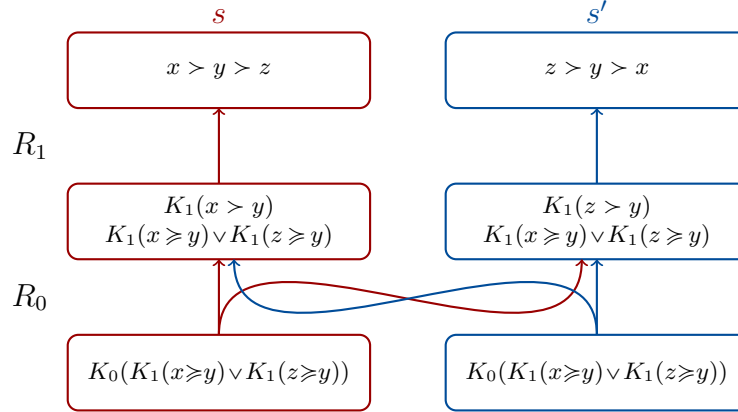 s s′
x ≻ y ≻ z z ≻ y ≻ x
R₁
K₁(x ≻ y) K₁(z ≻ y)
K₁(x ≽ y) ∨ K₁(z ≽ y) K₁(x ≽ y) ∨ K₁(z ≽ y)
R₀
K₀(K₁(x≽y) ∨ K₁(z≽y)) K₀(K₁(x≽y) ∨ K₁(z≽y))